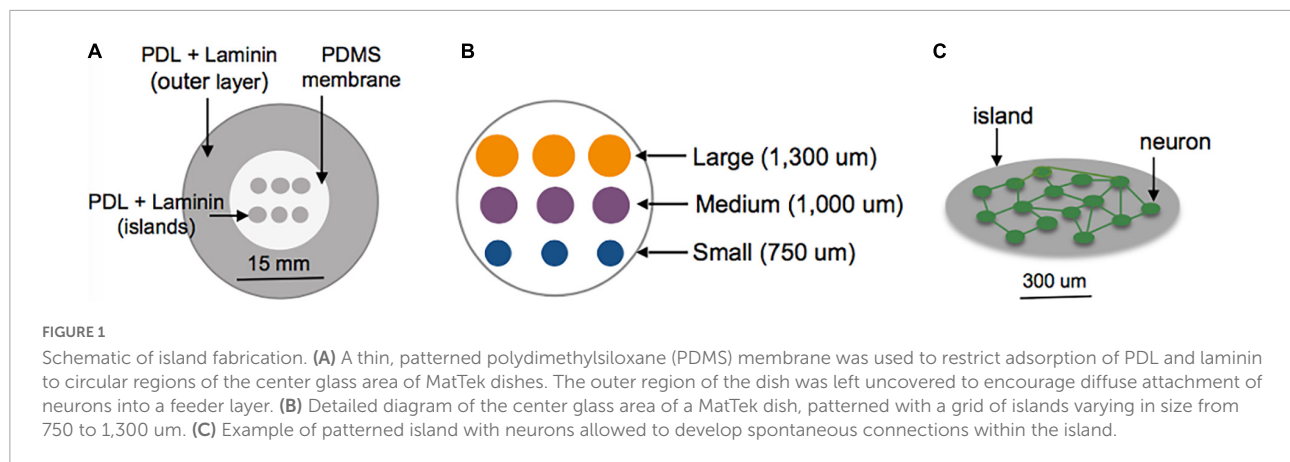 A
PDL + Laminin
(outer layer)
PDMS
membrane
PDL + Laminin
(islands)
15 mm
B
Large (1,300 um)
Medium (1,000 um)
Small (750 um)
C
island
neuron
300 um
FIGURE 1
Schematic of island fabrication. (A) A thin, patterned polydimethylsiloxane (PDMS) membrane was used to restrict adsorption of PDL and laminin
to circular regions of the center glass area of MatTek dishes. The outer region of the dish was left uncovered to encourage diffuse attachment of
neurons into a feeder layer. (B) Detailed diagram of the center glass area of a MatTek dish, patterned with a grid of islands varying in size from
750 to 1,300 um. (C) Example of patterned island with neurons allowed to develop spontaneous connections within the island.